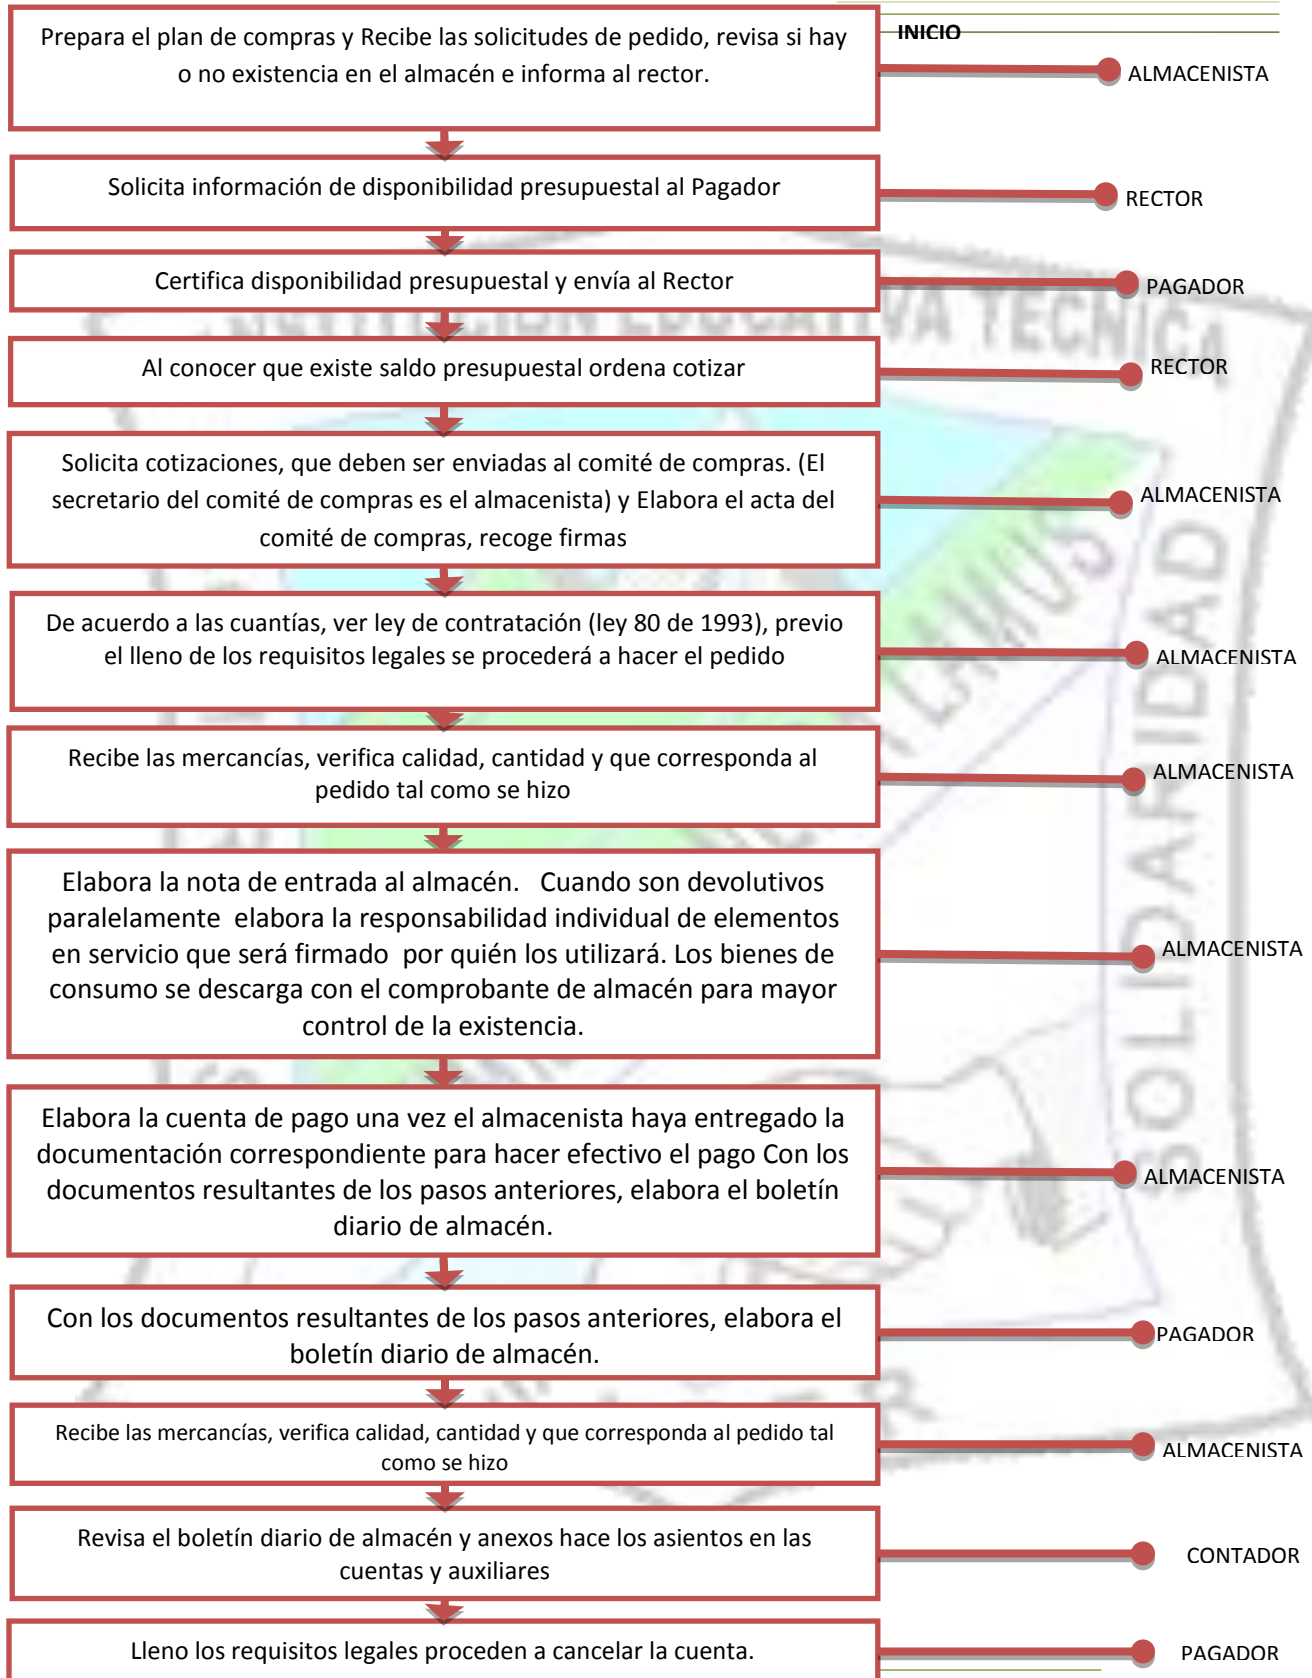 INICIO
Prepara el plan de compras y Recibe las solicitudes de pedido, revisa si hay
o no existencia en el almacén e informa al rector.
ALMACENISTA
Solicita información de disponibilidad presupuestal al Pagador
RECTOR
Certifica disponibilidad presupuestal y envía al Rector
PAGADOR
INSTITUCION EDUCATIVA TECNICA
Al conocer que existe saldo presupuestal ordena cotizar
RECTOR
Solicita cotizaciones, que deben ser enviadas al comité de compras. (El
secretario del comité de compras es el almacenista) y Elabora el acta del
comité de compras, recoge firmas
ALMACENISTA
De acuerdo a las cuantías, ver ley de contratación (ley 80 de 1993), previo
el lleno de los requisitos legales se procederá a hacer el pedido
ALMACENISTA
LAMUS
SOLIDARIDAD
Recibe las mercancías, verifica calidad, cantidad y que corresponda al
pedido tal como se hizo
ALMACENISTA
Elabora la nota de entrada al almacén. Cuando son devolutivos
paralelamente elabora la responsabilidad individual de elementos
en servicio que será firmado por quién los utilizará. Los bienes de
consumo se descarga con el comprobante de almacén para mayor
control de la existencia.
ALMACENISTA
Elabora la cuenta de pago una vez el almacenista haya entregado la
documentación correspondiente para hacer efectivo el pago Con los
documentos resultantes de los pasos anteriores, elabora el boletín
diario de almacén.
ALMACENISTA
Con los documentos resultantes de los pasos anteriores, elabora el
boletín diario de almacén.
PAGADOR
Recibe las mercancías, verifica calidad, cantidad y que corresponda al pedido tal
como se hizo
ALMACENISTA
Revisa el boletín diario de almacén y anexos hace los asientos en las
cuentas y auxiliares
CONTADOR
Lleno los requisitos legales proceden a cancelar la cuenta.
PAGADOR